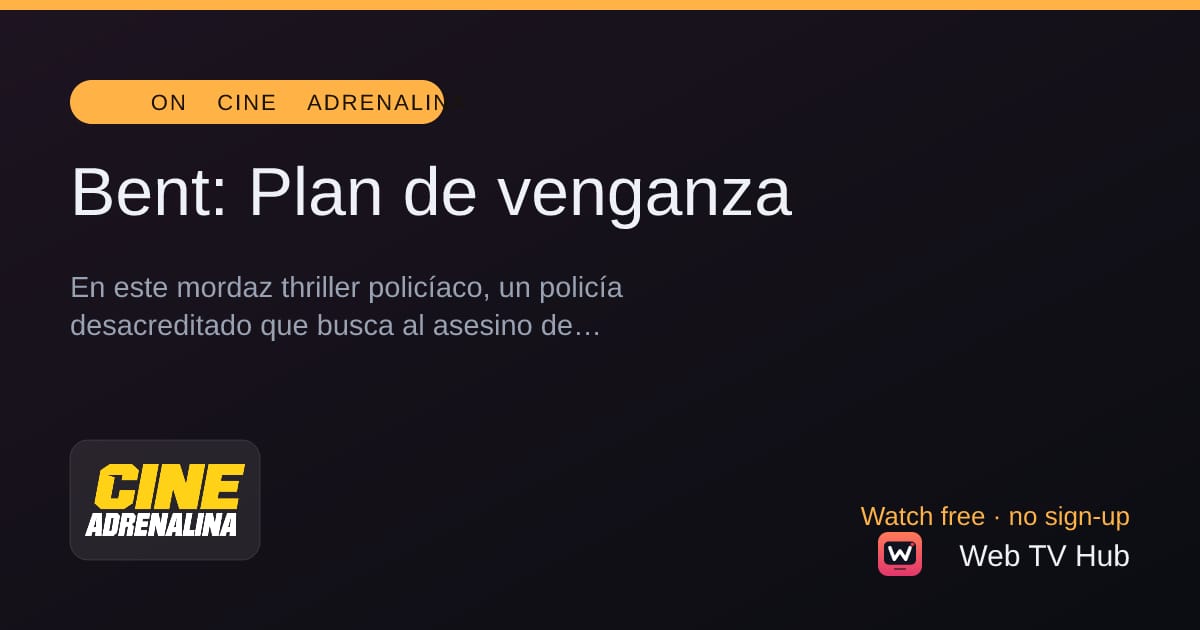 ON CINE ADRENALIN
Bent: Plan de venganza
En este mordaz thriller policíaco, un policía
desacreditado que busca al asesino de…
CINE
ADRENALINA
Watch free · no sign-up
W
Web TV Hub